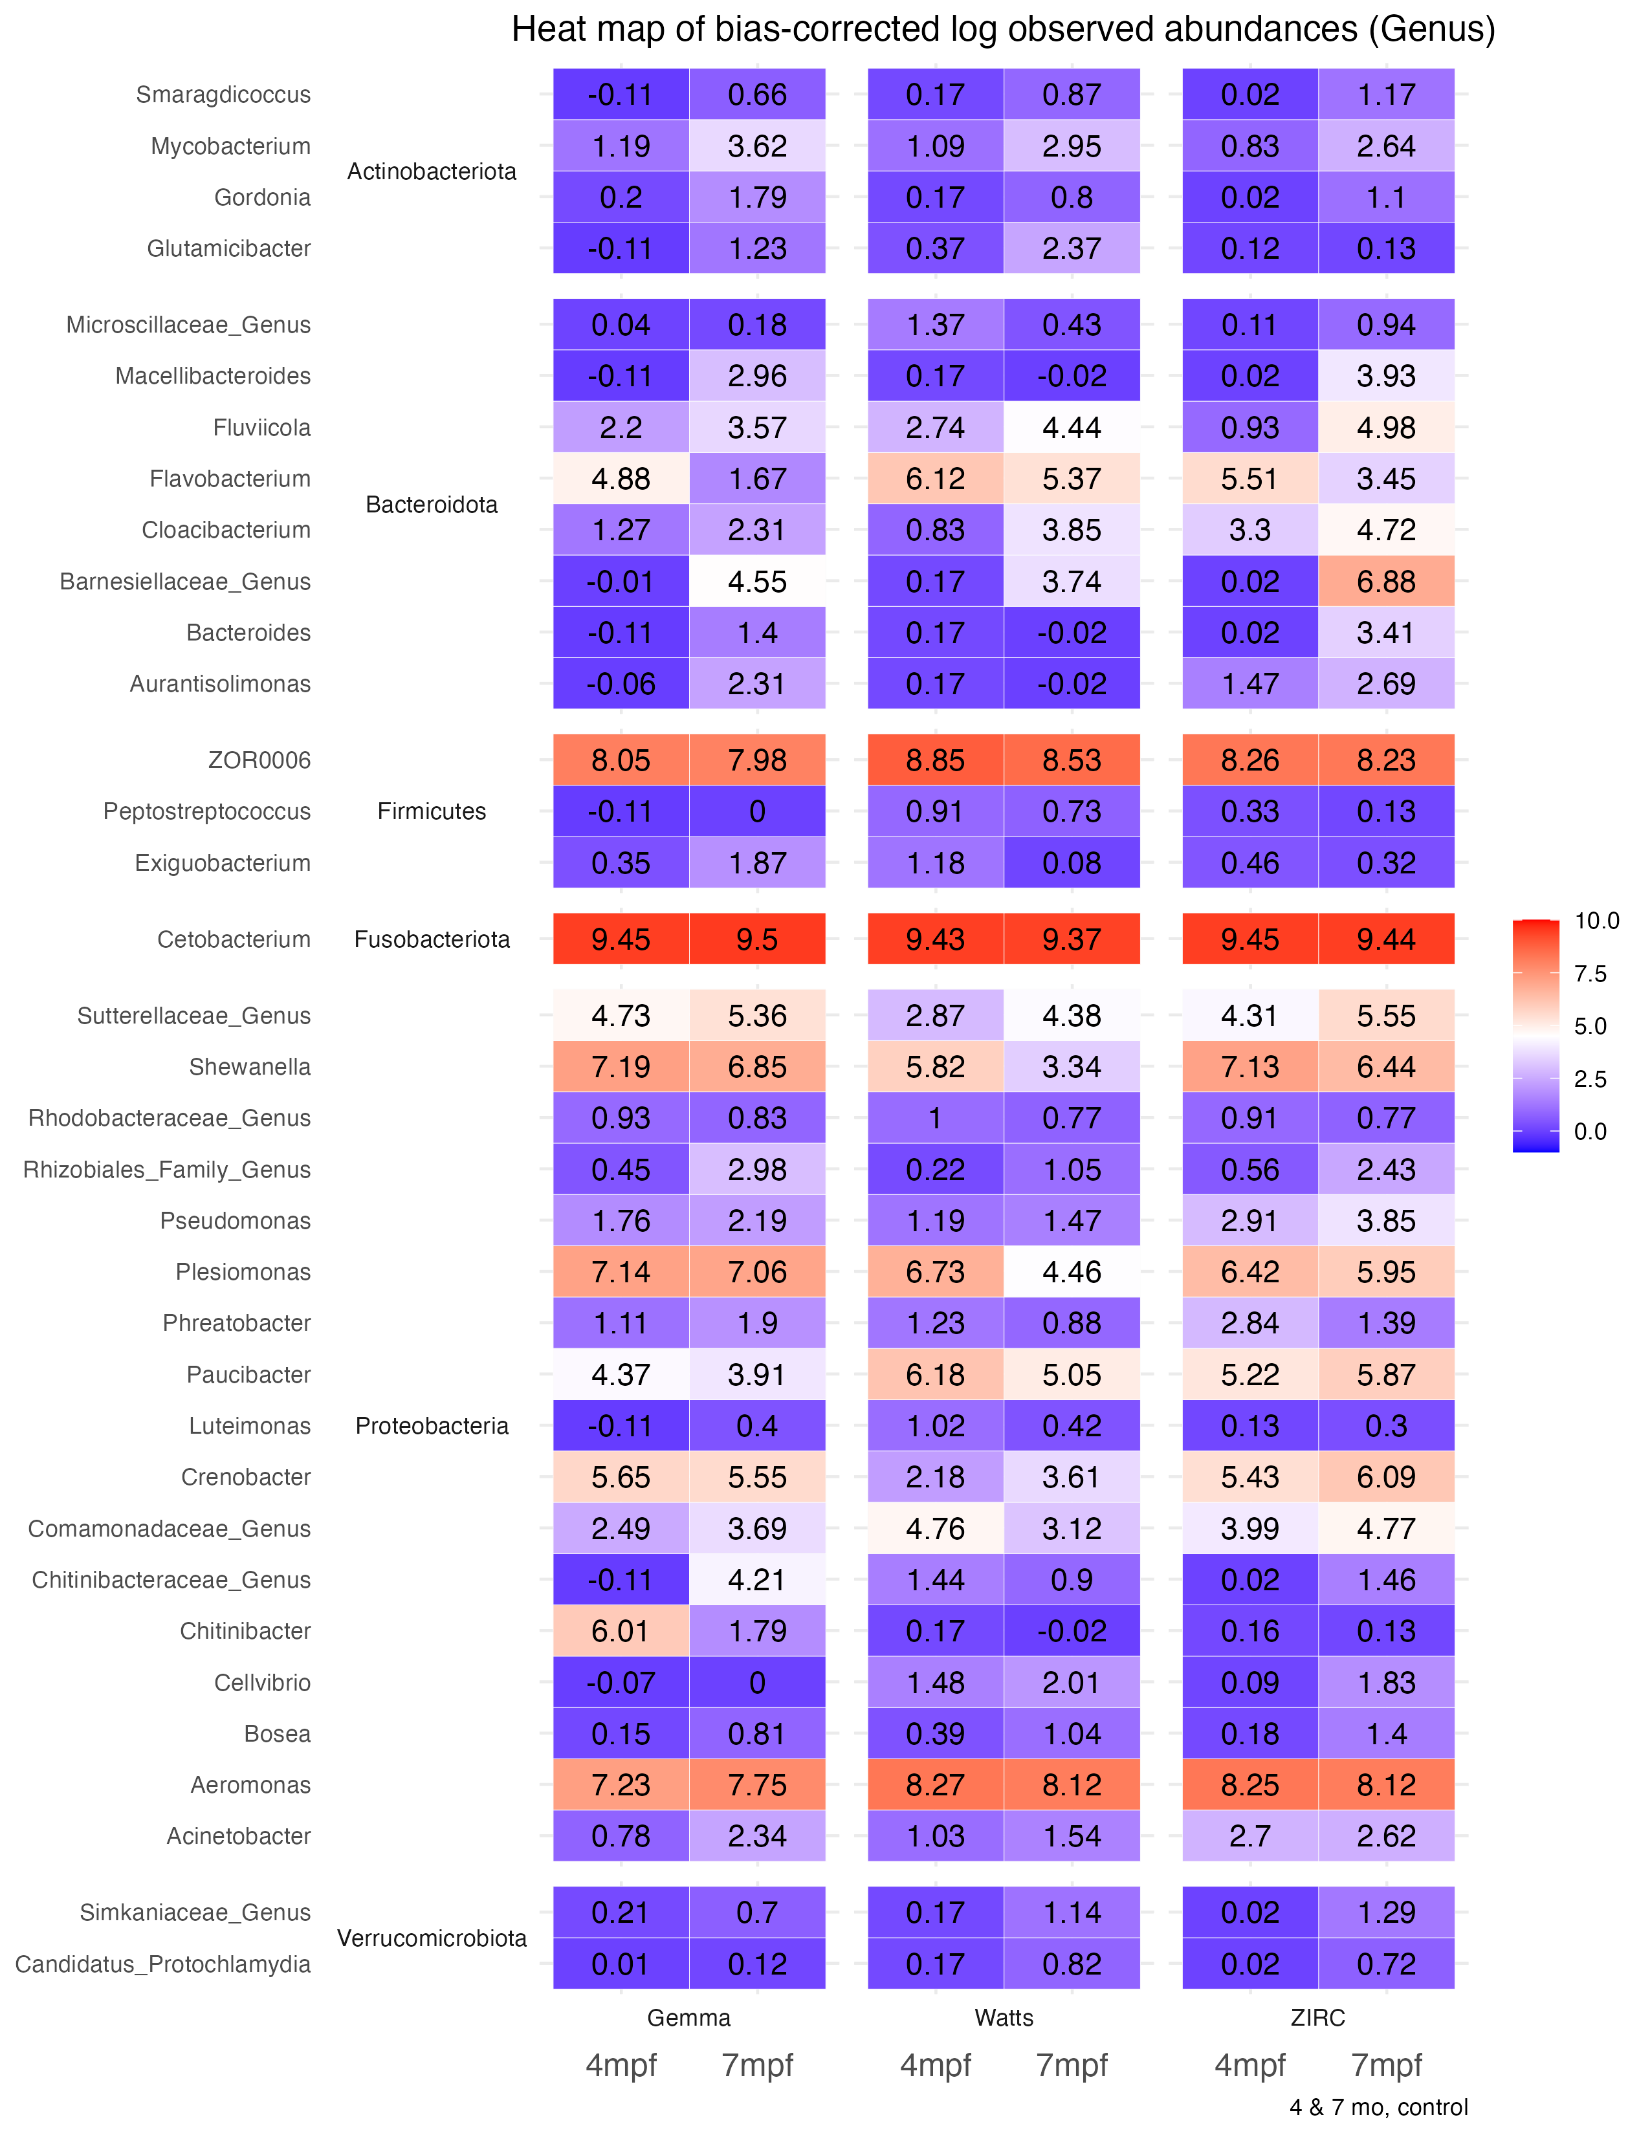 Heat map of bias-corrected log observed abundances (Genus)
Smaragdicoccus -0.11 0.66 0.17 0.87 0.02 1.17
Mycobacterium 1.19 3.62 1.09 2.95 0.83 2.64
Actinobacteriota
Gordonia 0.2 1.79 0.17 0.8 0.02 1.1
Glutamicibacter -0.11 1.23 0.37 2.37 0.12 0.13
Microscillaceae_Genus 0.04 0.18 1.37 0.43 0.11 0.94
Macellibacteroides -0.11 2.96 0.17 -0.02 0.02 3.93
Fluviicola 2.2 3.57 2.74 4.44 0.93 4.98
Flavobacterium 4.88 1.67 6.12 5.37 5.51 3.45
Bacteroidota
Cloacibacterium 1.27 2.31 0.83 3.85 3.3 4.72
Barnesiellaceae_Genus -0.01 4.55 0.17 3.74 0.02 6.88
Bacteroides -0.11 1.4 0.17 -0.02 0.02 3.41
Aurantisolimonas -0.06 2.31 0.17 -0.02 1.47 2.69
ZOR0006 8.05 7.98 8.85 8.53 8.26 8.23
Peptostreptococcus Firmicutes -0.11 0 0.91 0.73 0.33 0.13
Exiguobacterium 0.35 1.87 1.18 0.08 0.46 0.32
Cetobacterium Fusobacteriota 9.45 9.5 9.43 9.37 9.45 9.44
Sutterellaceae_Genus 4.73 5.36 2.87 4.38 4.31 5.55
Shewanella 7.19 6.85 5.82 3.34 7.13 6.44
Rhodobacteraceae_Genus 0.93 0.83 1 0.77 0.91 0.77
Rhizobiales_Family_Genus 0.45 2.98 0.22 1.05 0.56 2.43
Pseudomonas 1.76 2.19 1.19 1.47 2.91 3.85
Plesiomonas 7.14 7.06 6.73 4.46 6.42 5.95
Phreatobacter 1.11 1.9 1.23 0.88 2.84 1.39
Paucibacter 4.37 3.91 6.18 5.05 5.22 5.87
Luteimonas Proteobacteria -0.11 0.4 1.02 0.42 0.13 0.3
Crenobacter 5.65 5.55 2.18 3.61 5.43 6.09
Comamonadaceae_Genus 2.49 3.69 4.76 3.12 3.99 4.77
Chitinibacteraceae_Genus -0.11 4.21 1.44 0.9 0.02 1.46
Chitinibacter 6.01 1.79 0.17 -0.02 0.16 0.13
Cellvibrio -0.07 0 1.48 2.01 0.09 1.83
Bosea 0.15 0.81 0.39 1.04 0.18 1.4
Aeromonas 7.23 7.75 8.27 8.12 8.25 8.12
Acinetobacter 0.78 2.34 1.03 1.54 2.7 2.62
Simkaniaceae_Genus 0.21 0.7 0.17 1.14 0.02 1.29
Verrucomicrobiota
Candidatus_Protochlamydia 0.01 0.12 0.17 0.82 0.02 0.72
Gemma Watts ZIRC
4mpf 7mpf 4mpf 7mpf 4mpf 7mpf
4 & 7 mo, control
10.0
7.5
5.0
2.5
0.0